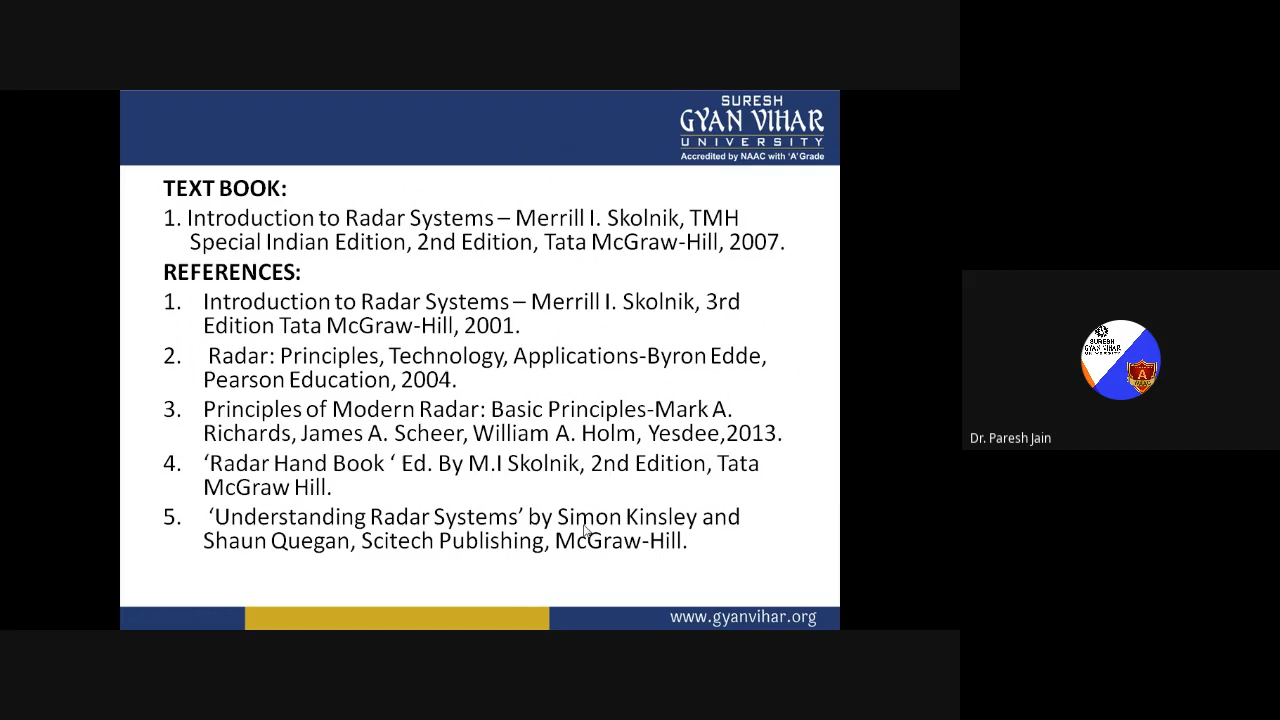 SURESH
GYAN VIHAR
UNIVERSITY
Accredited by NAAC with 'A' Grade
TEXT BOOK:
1. Introduction to Radar Systems – Merrill I. Skolnik, TMH
Special Indian Edition, 2nd Edition, Tata McGraw-Hill, 2007.
REFERENCES:
1. Introduction to Radar Systems – Merrill I. Skolnik, 3rd
Edition Tata McGraw-Hill, 2001.
2. Radar: Principles, Technology, Applications-Byron Edde,
Pearson Education, 2004.
3. Principles of Modern Radar: Basic Principles-Mark A.
Richards, James A. Scheer, William A. Holm, Yesdee,2013.
4. ‘Radar Hand Book ‘ Ed. By M.I Skolnik, 2nd Edition, Tata
McGraw Hill.
5. ‘Understanding Radar Systems’ by Simon Kinsley and
Shaun Quegan, Scitech Publishing, McGraw-Hill.
www.gyanvihar.org
SURESH
GYAN VIHAR
A
Dr. Paresh Jain